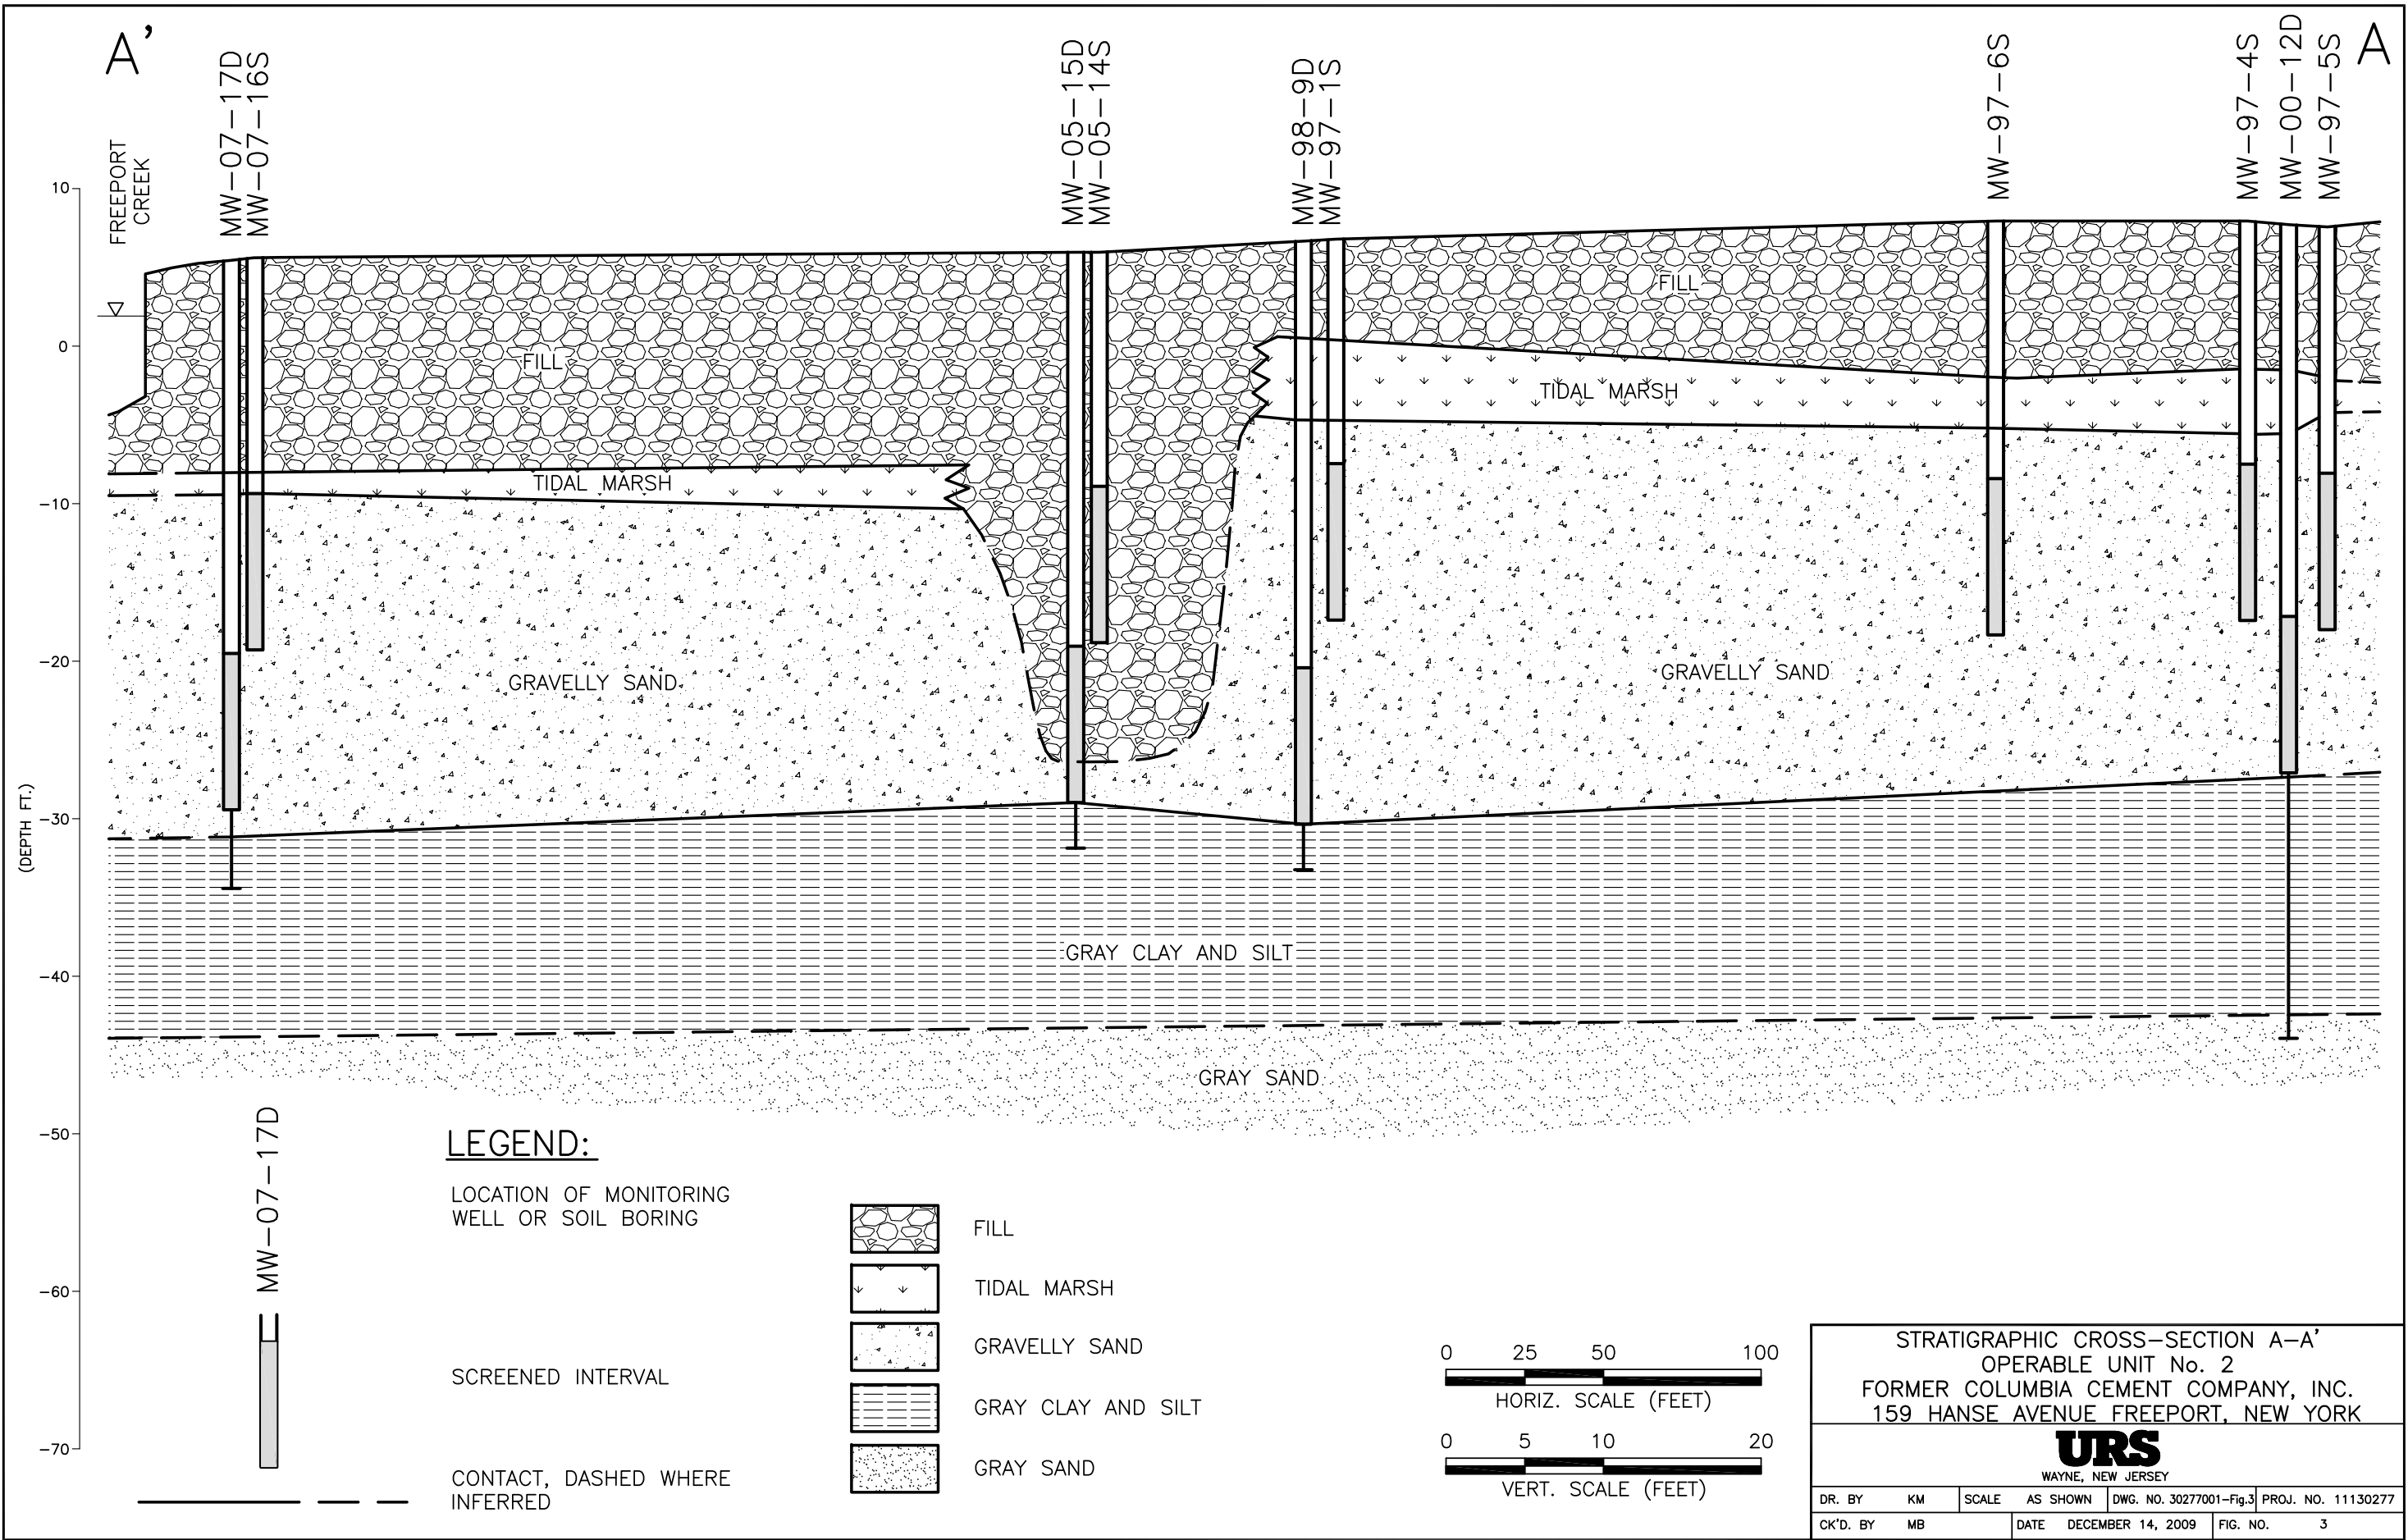 A'
A
MW-07-17D
MW-07-16S
MW-05-15D
MW-05-14S
MW-98-9D
MW-97-1S
MW-97-6S
MW-97-4S
MW-00-12D
MW-97-5S
FREEPORT
CREEK
10
0
-10
-20
-30
-40
-50
-60
-70
(DEPTH FT.)
FILL
FILL
TIDAL MARSH
TIDAL MARSH
GRAVELLY SAND
GRAVELLY SAND
GRAY CLAY AND SILT
GRAY SAND
LEGEND:
MW-07-17D
LOCATION OF MONITORING
WELL OR SOIL BORING
SCREENED INTERVAL
CONTACT, DASHED WHERE
INFERRED
FILL
TIDAL MARSH
GRAVELLY SAND
GRAY CLAY AND SILT
GRAY SAND
0 25 50 100
HORIZ. SCALE (FEET)
0 5 10 20
VERT. SCALE (FEET)
STRATIGRAPHIC CROSS-SECTION A-A'
OPERABLE UNIT No. 2
FORMER COLUMBIA CEMENT COMPANY, INC.
159 HANSE AVENUE FREEPORT, NEW YORK
URS
WAYNE, NEW JERSEY
DR. BY KM SCALE AS SHOWN DWG. NO. 30277001-Fig.3 PROJ. NO. 11130277
CK'D. BY MB DATE DECEMBER 14, 2009 FIG. NO. 3